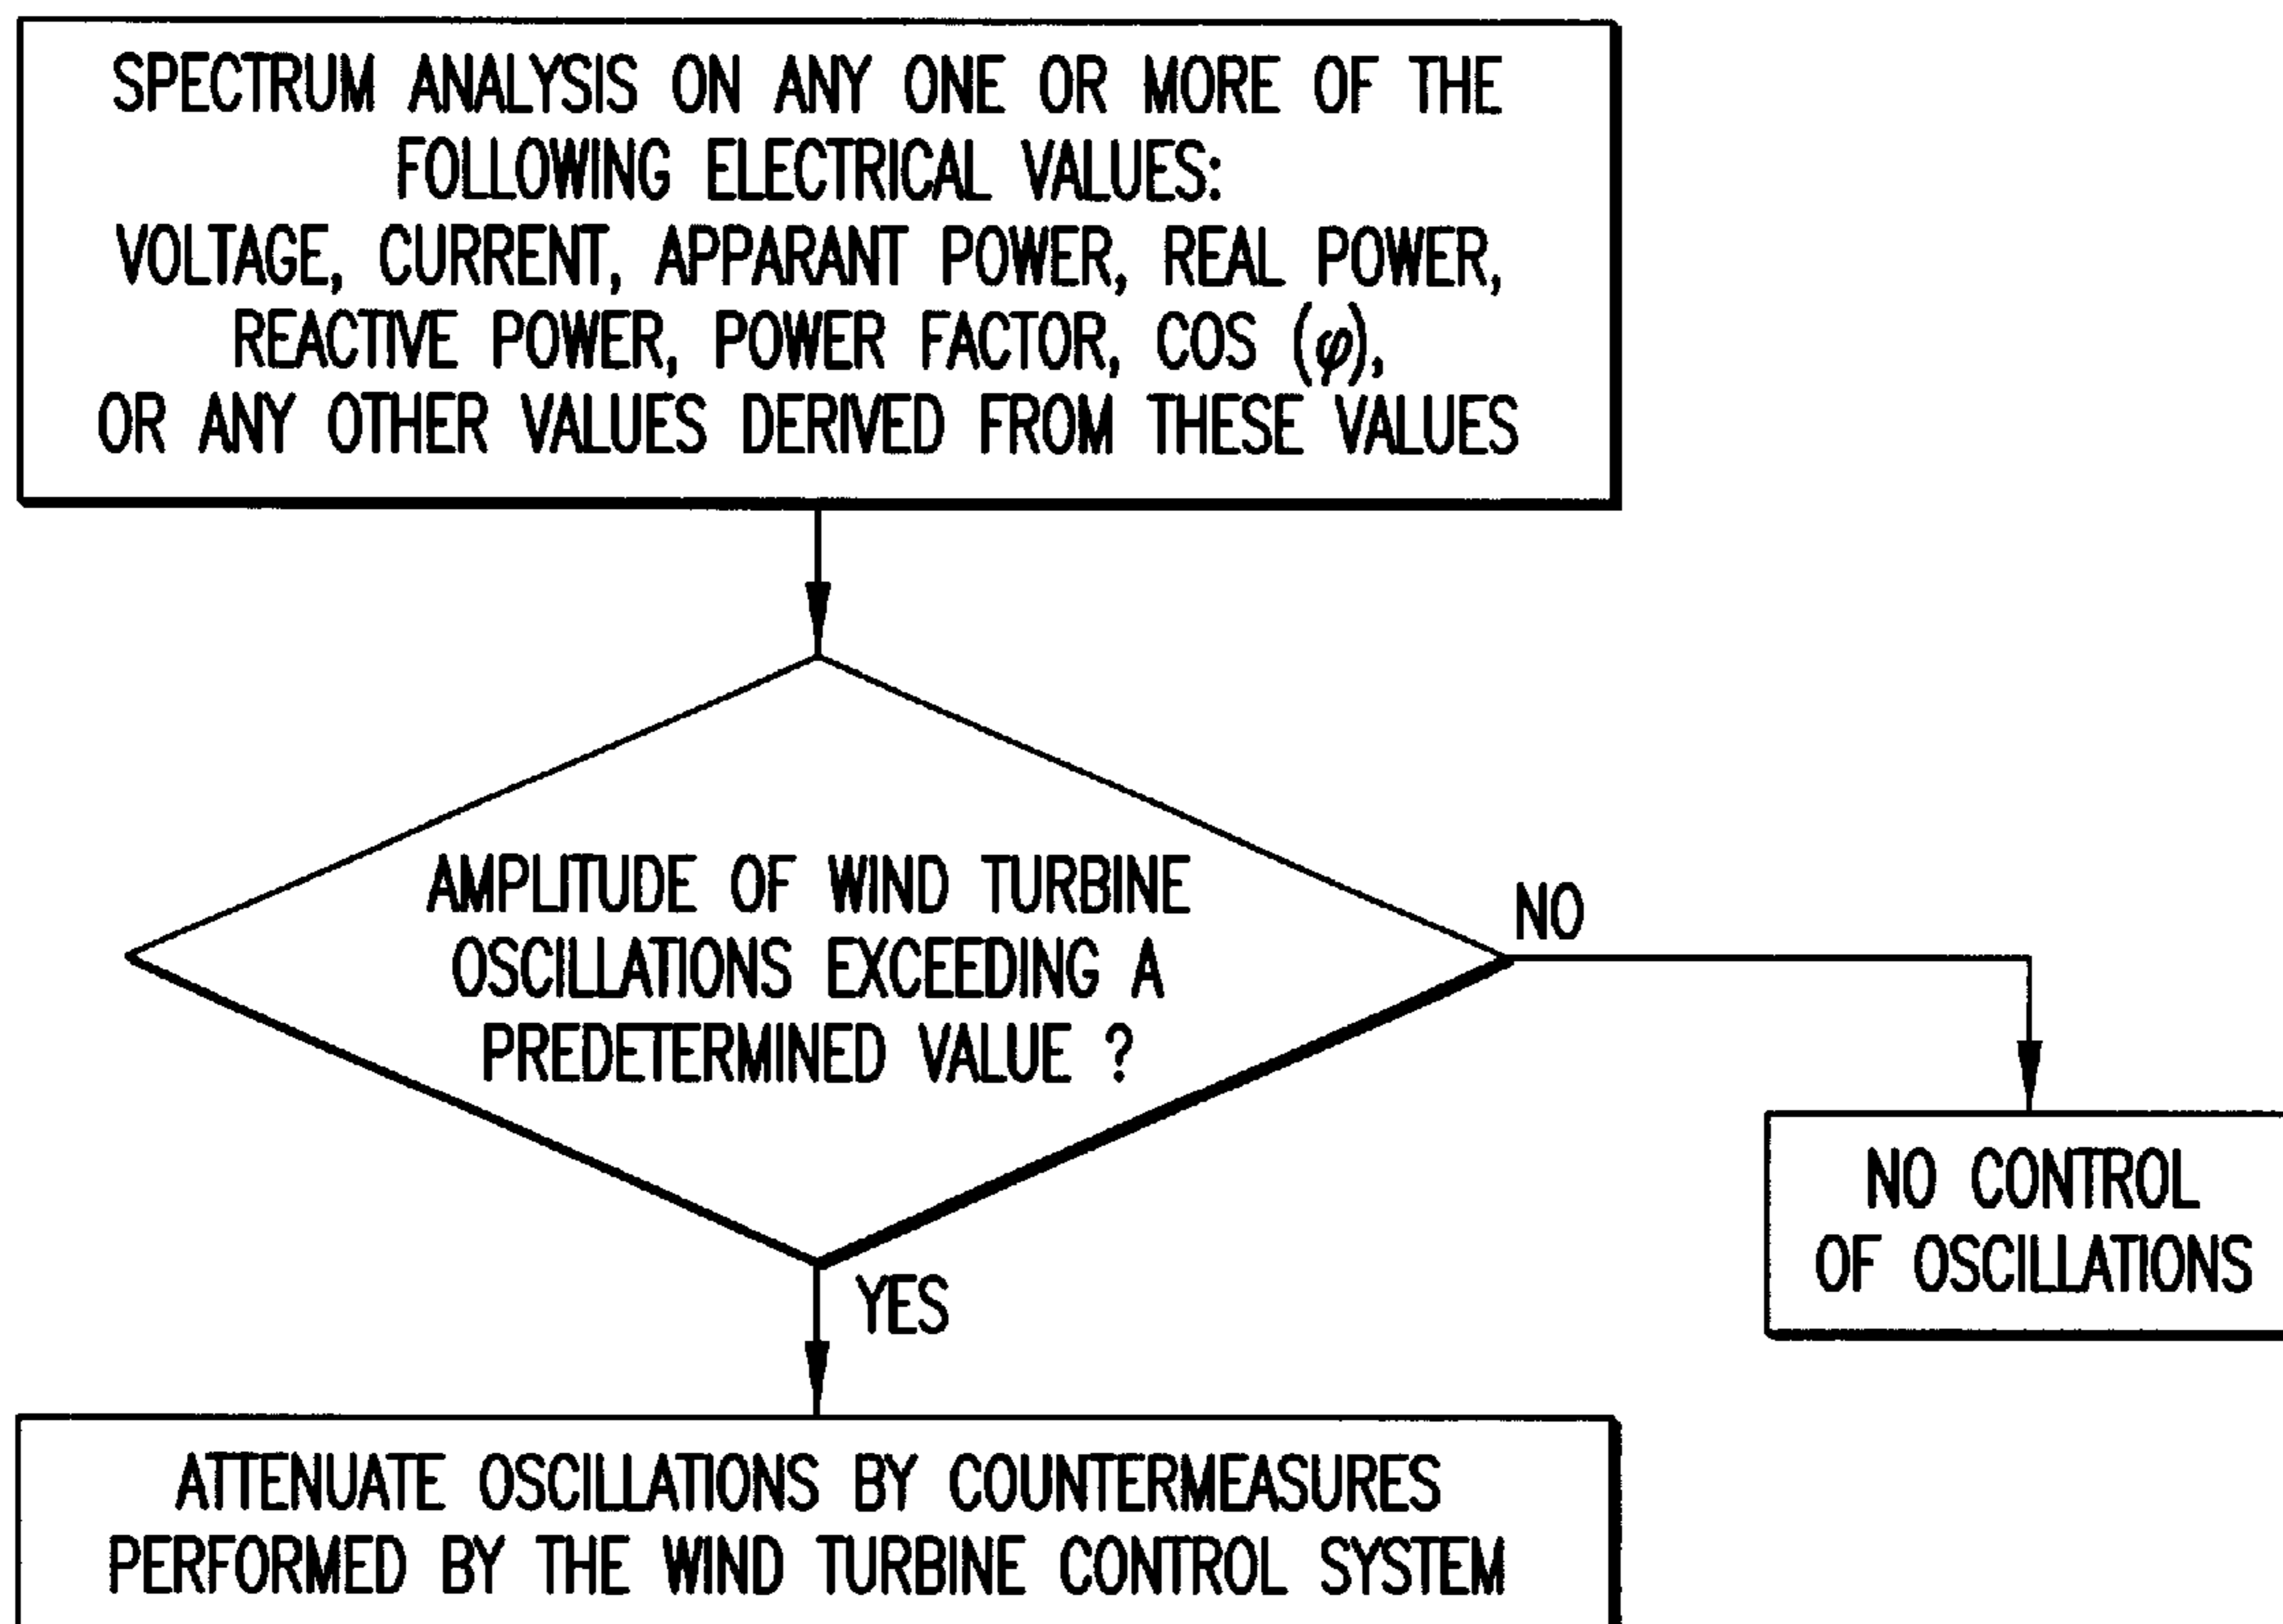 SPECTRUM ANALYSIS ON ANY ONE OR MORE OF THE
FOLLOWING ELECTRICAL VALUES:
VOLTAGE, CURRENT, APPARANT POWER, REAL POWER,
REACTIVE POWER, POWER FACTOR, COS (φ),
OR ANY OTHER VALUES DERIVED FROM THESE VALUES
AMPLITUDE OF WIND TURBINE
OSCILLATIONS EXCEEDING A
PREDETERMINED VALUE ?
NO
NO CONTROL
OF OSCILLATIONS
YES
ATTENUATE OSCILLATIONS BY COUNTERMEASURES
PERFORMED BY THE WIND TURBINE CONTROL SYSTEM